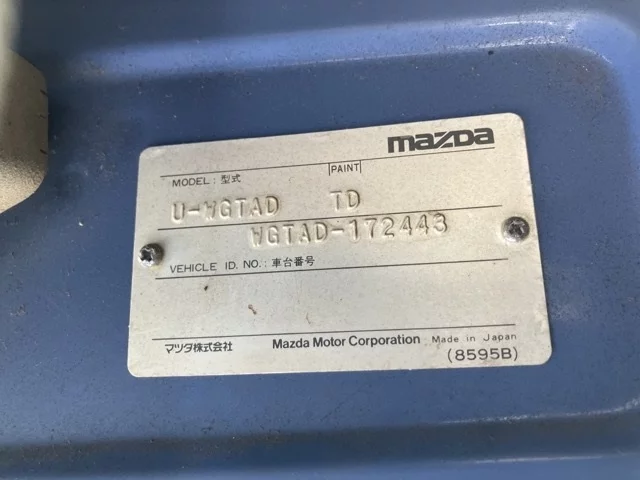 mazda
MODEL : 型式 PAINT
U-WGTAD TD
WGTAD-172443
VEHICLE ID. NO. : 車台番号
マツダ株式会社 Mazda Motor Corporation Made in Japan
(8595B)